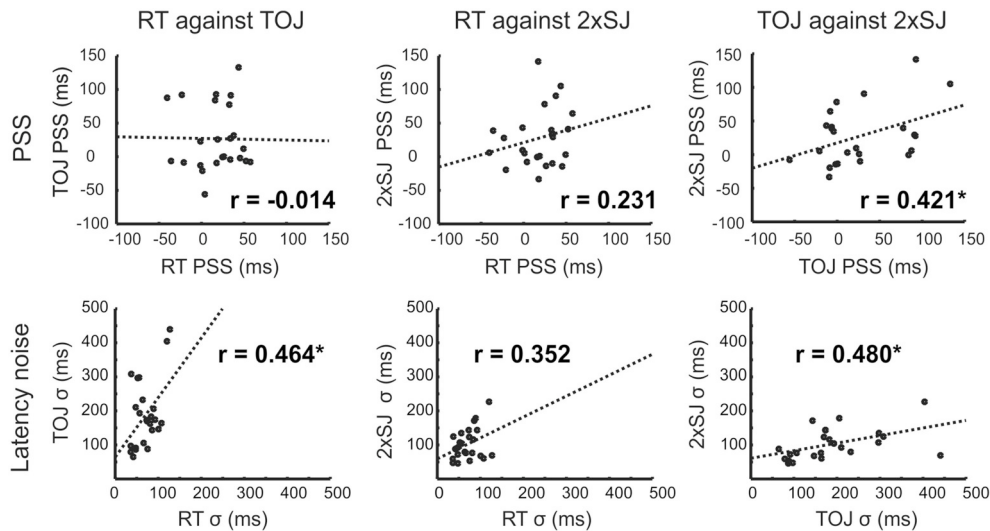 RT against TOJ
RT against 2xSJ
TOJ against 2xSJ
PSS
TOJ PSS (ms)
150
100
50
0
-50
-100
r = -0.014
-100 -50 0 50 100 150
RT PSS (ms)
2xSJ PSS (ms)
150
100
50
0
-50
-100
r = 0.231
-100 -50 0 50 100 150
RT PSS (ms)
2xSJ PSS (ms)
150
100
50
0
-50
-100
r = 0.421*
-100 -50 0 50 100 150
TOJ PSS (ms)
Latency noise
TOJ σ (ms)
500
400
300
200
100
r = 0.464*
0 100 200 300 400 500
RT σ (ms)
2xSJ σ (ms)
500
400
300
200
100
r = 0.352
0 100 200 300 400 500
RT σ (ms)
2xSJ σ (ms)
500
400
300
200
100
r = 0.480*
0 100 200 300 400 500
TOJ σ (ms)